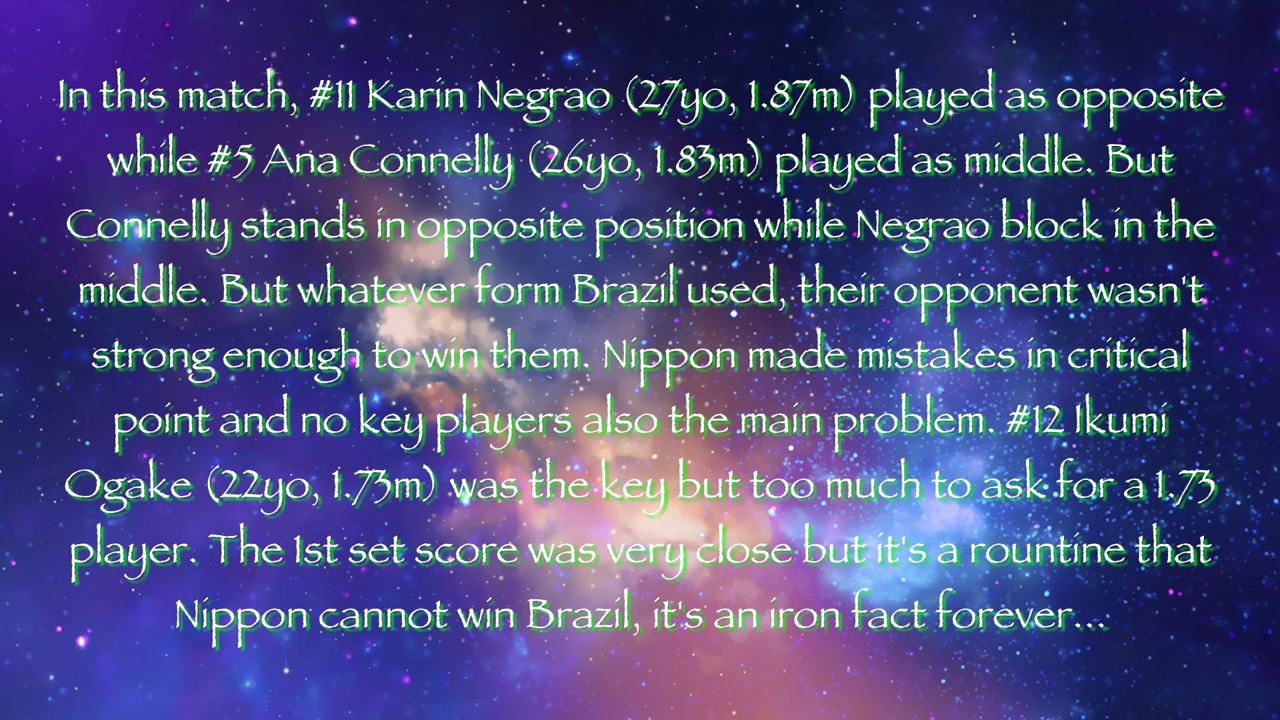 In this match, #11 Karin Negrao (27yo, 1.87m) played as opposite
while #5 Ana Connelly (26yo, 1.83m) played as middle. But
Connelly stands in opposite position while Negrao block in the
middle. But whatever form Brazil used, their opponent wasn't
strong enough to win them. Nippon made mistakes in critical
point and no key players also the main problem. #12 Ikumi
Ogake (22yo, 1.73m) was the key but too much to ask for a 1.73
player. The 1st set score was very close but it's a rountine that
Nippon cannot win Brazil, it's an iron fact forever...